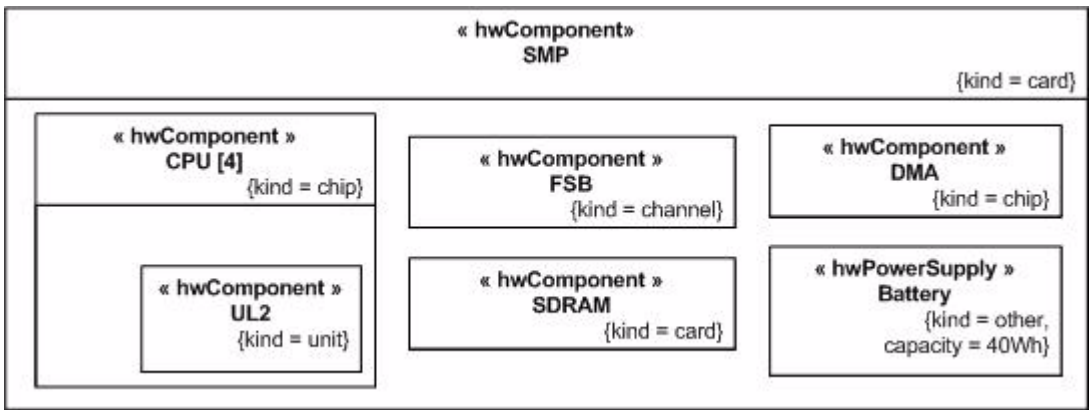 « hwComponent»
SMP
{kind = card}
« hwComponent »
CPU [4]
{kind = chip}
« hwComponent »
UL2
{kind = unit}
« hwComponent »
FSB
{kind = channel}
« hwComponent »
SDRAM
{kind = card}
« hwComponent »
DMA
{kind = chip}
« hwPowerSupply »
Battery
{kind = other,
capacity = 40Wh}